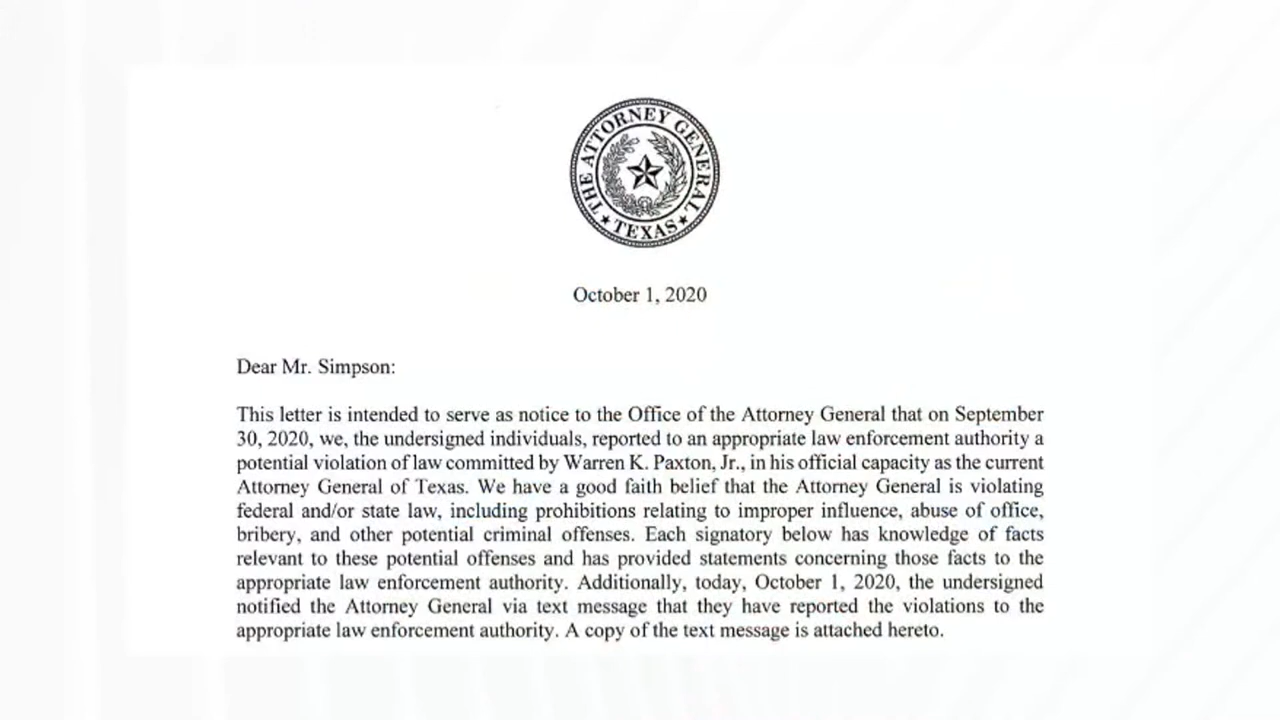 THE ATTORNEY GENERAL
★ TEXAS ★
October 1, 2020
Dear Mr. Simpson:
This letter is intended to serve as notice to the Office of the Attorney General that on September
30, 2020, we, the undersigned individuals, reported to an appropriate law enforcement authority a
potential violation of law committed by Warren K. Paxton, Jr., in his official capacity as the current
Attorney General of Texas. We have a good faith belief that the Attorney General is violating
federal and/or state law, including prohibitions relating to improper influence, abuse of office,
bribery, and other potential criminal offenses. Each signatory below has knowledge of facts
relevant to these potential offenses and has provided statements concerning those facts to the
appropriate law enforcement authority. Additionally, today, October 1, 2020, the undersigned
notified the Attorney General via text message that they have reported the violations to the
appropriate law enforcement authority. A copy of the text message is attached hereto.